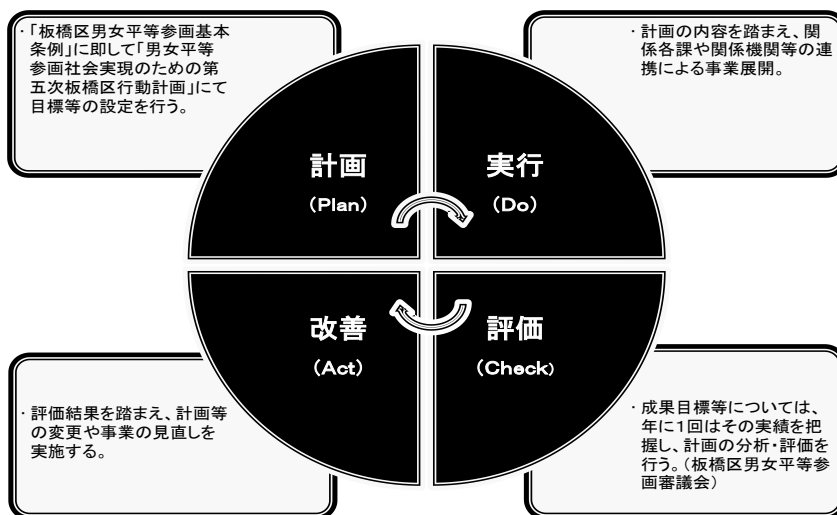 ・「板橋区男女平等参画基本
条例」に即して「男女平等
参画社会実現のための第
五次板橋区行動計画」にて
目標等の設定を行う。
・計画の内容を踏まえ、関
係各課や関係機関等の連
携による事業展開。
計画
(Plan)
実行
(Do)
改善
(Act)
評価
(Check)
・評価結果を踏まえ、計画等
の変更や事業の見直しを
実施する。
・成果目標等については、
年に1回はその実績を把
握し、計画の分析・評価を
行う。(板橋区男女平等参
画審議会)